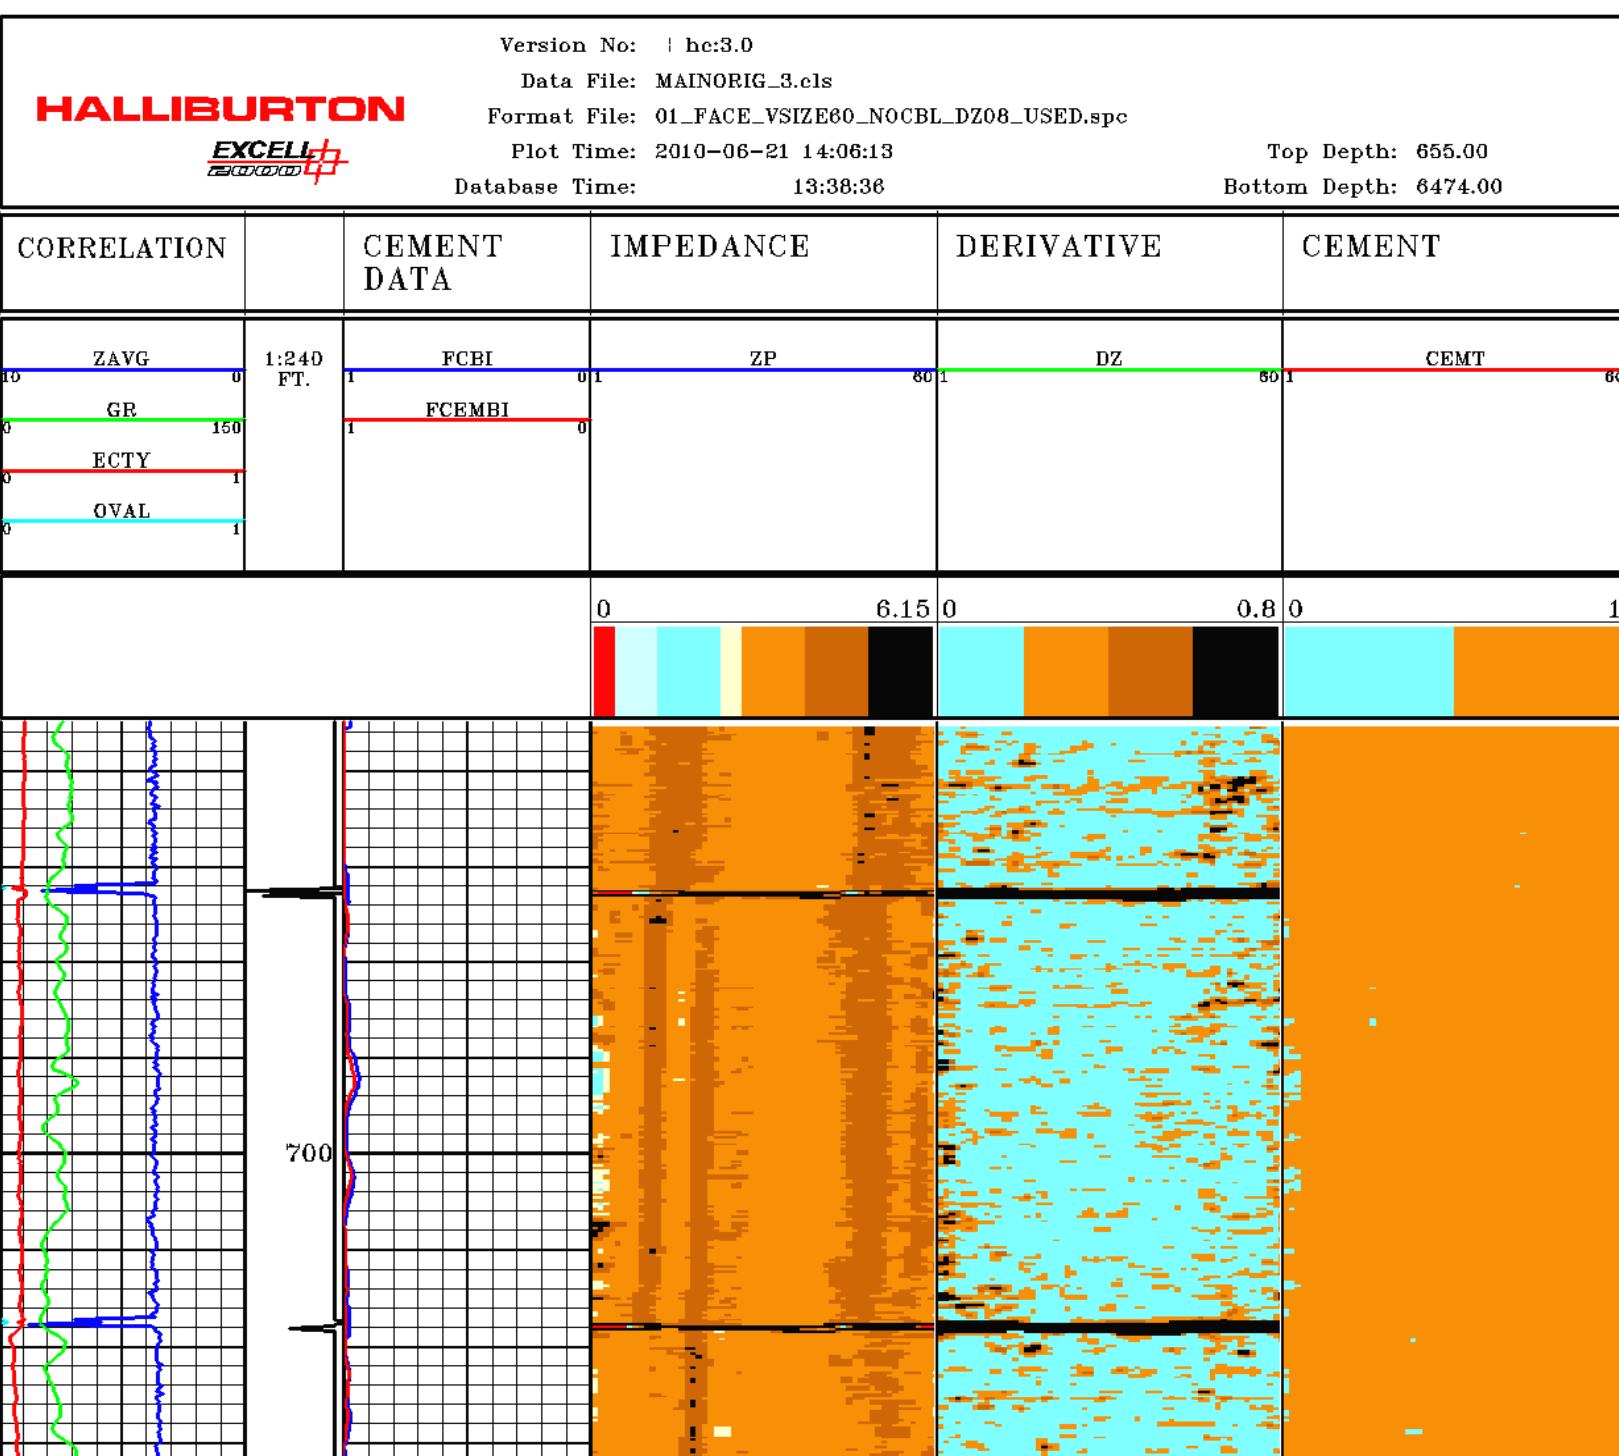 Version No: | hc:3.0
HALLIBURTON
EXCELL
2000
Data File: MAINORIG_3.cls
Format File: 01_FACE_VSIZE60_NOCBL_DZ08_USED.spc
Plot Time: 2010-06-21 14:06:13
Top Depth: 655.00
Database Time: 13:38:36
Bottom Depth: 6474.00
CORRELATION
CEMENT
DATA
IMPEDANCE
DERIVATIVE
CEMENT
ZAVG 1:240 FCBI ZP DZ CEMT
10 0 FT. 1 0 1 60 1 60 1
GR FCEMBI
0 150 1 0
ECTY
0 1
OVAL
0 1
0 6.15 0 0.8 0 1
700